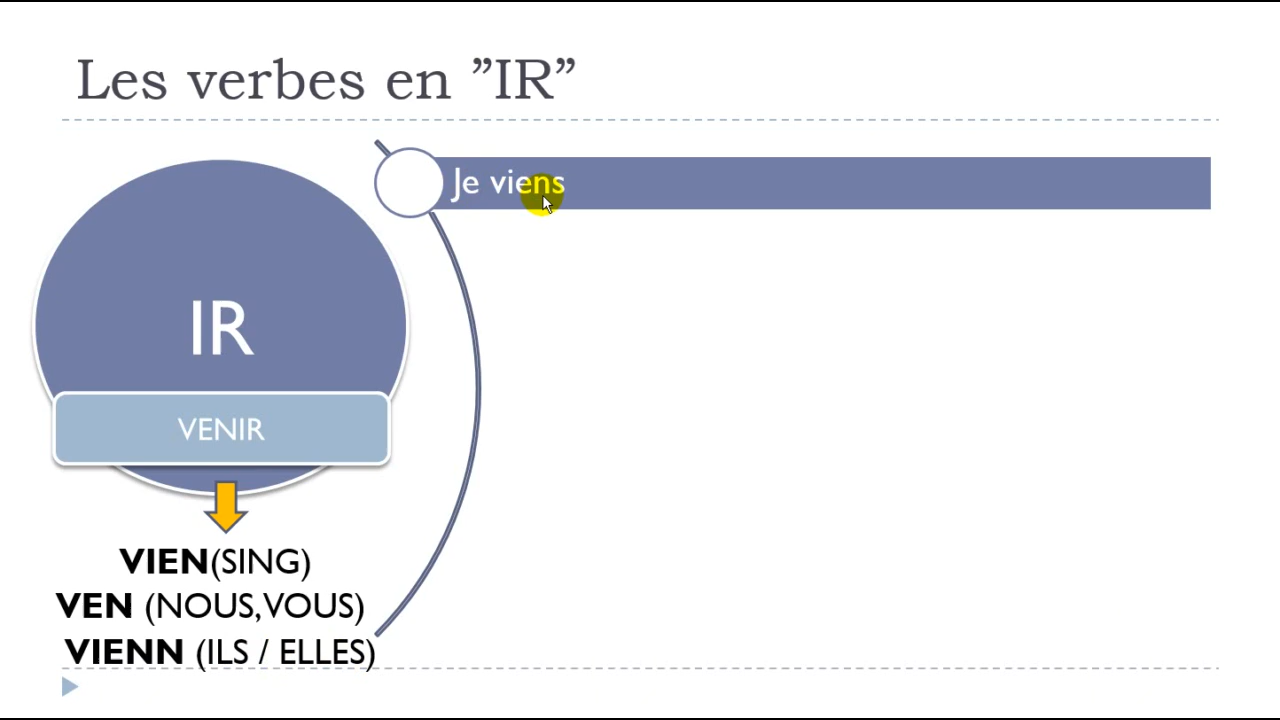 Les verbes en ”IR”
Je viens
IR
VENIR
VIEN(SING)
VEN (NOUS,VOUS)
VIENN (ILS / ELLES)